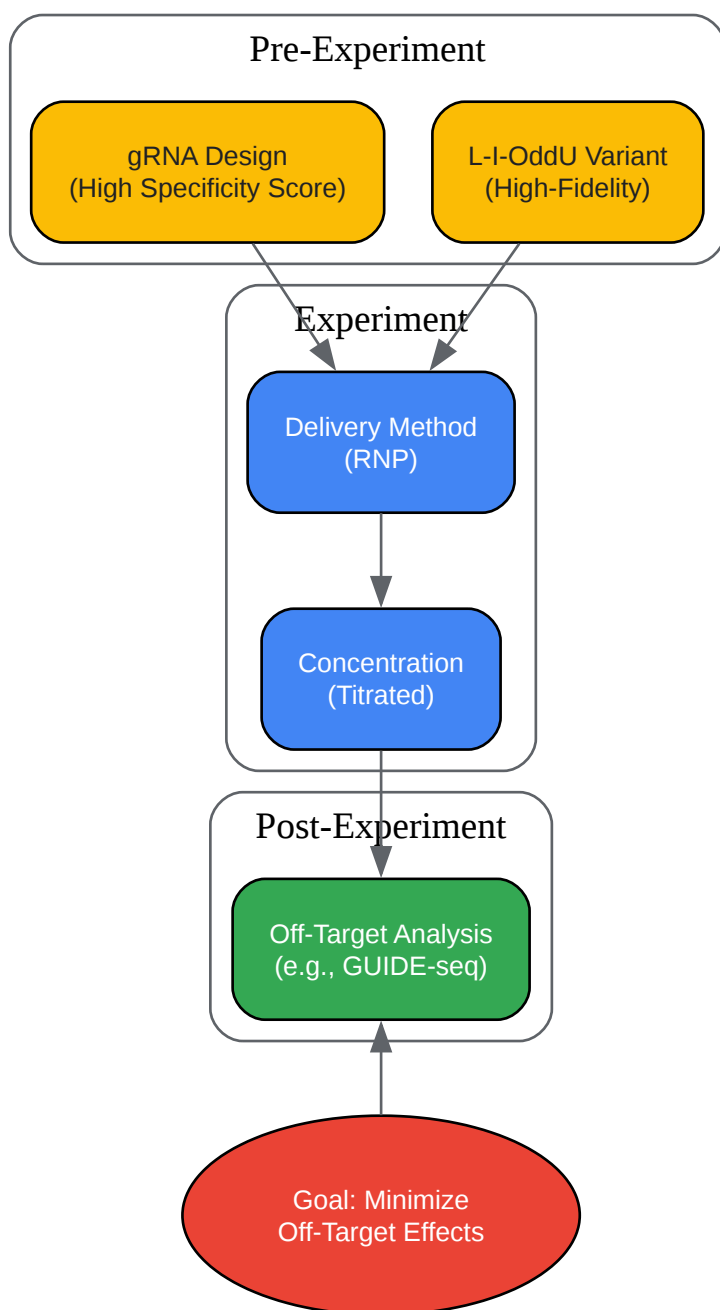 Pre-Experiment
gRNA Design
(High Specificity Score)
L-I-OddU Variant
(High-Fidelity)
Experiment
Delivery Method
(RNP)
Concentration
(Titrated)
Post-Experiment
Off-Target Analysis
(e.g., GUIDE-seq)
Goal: Minimize
Off-Target Effects